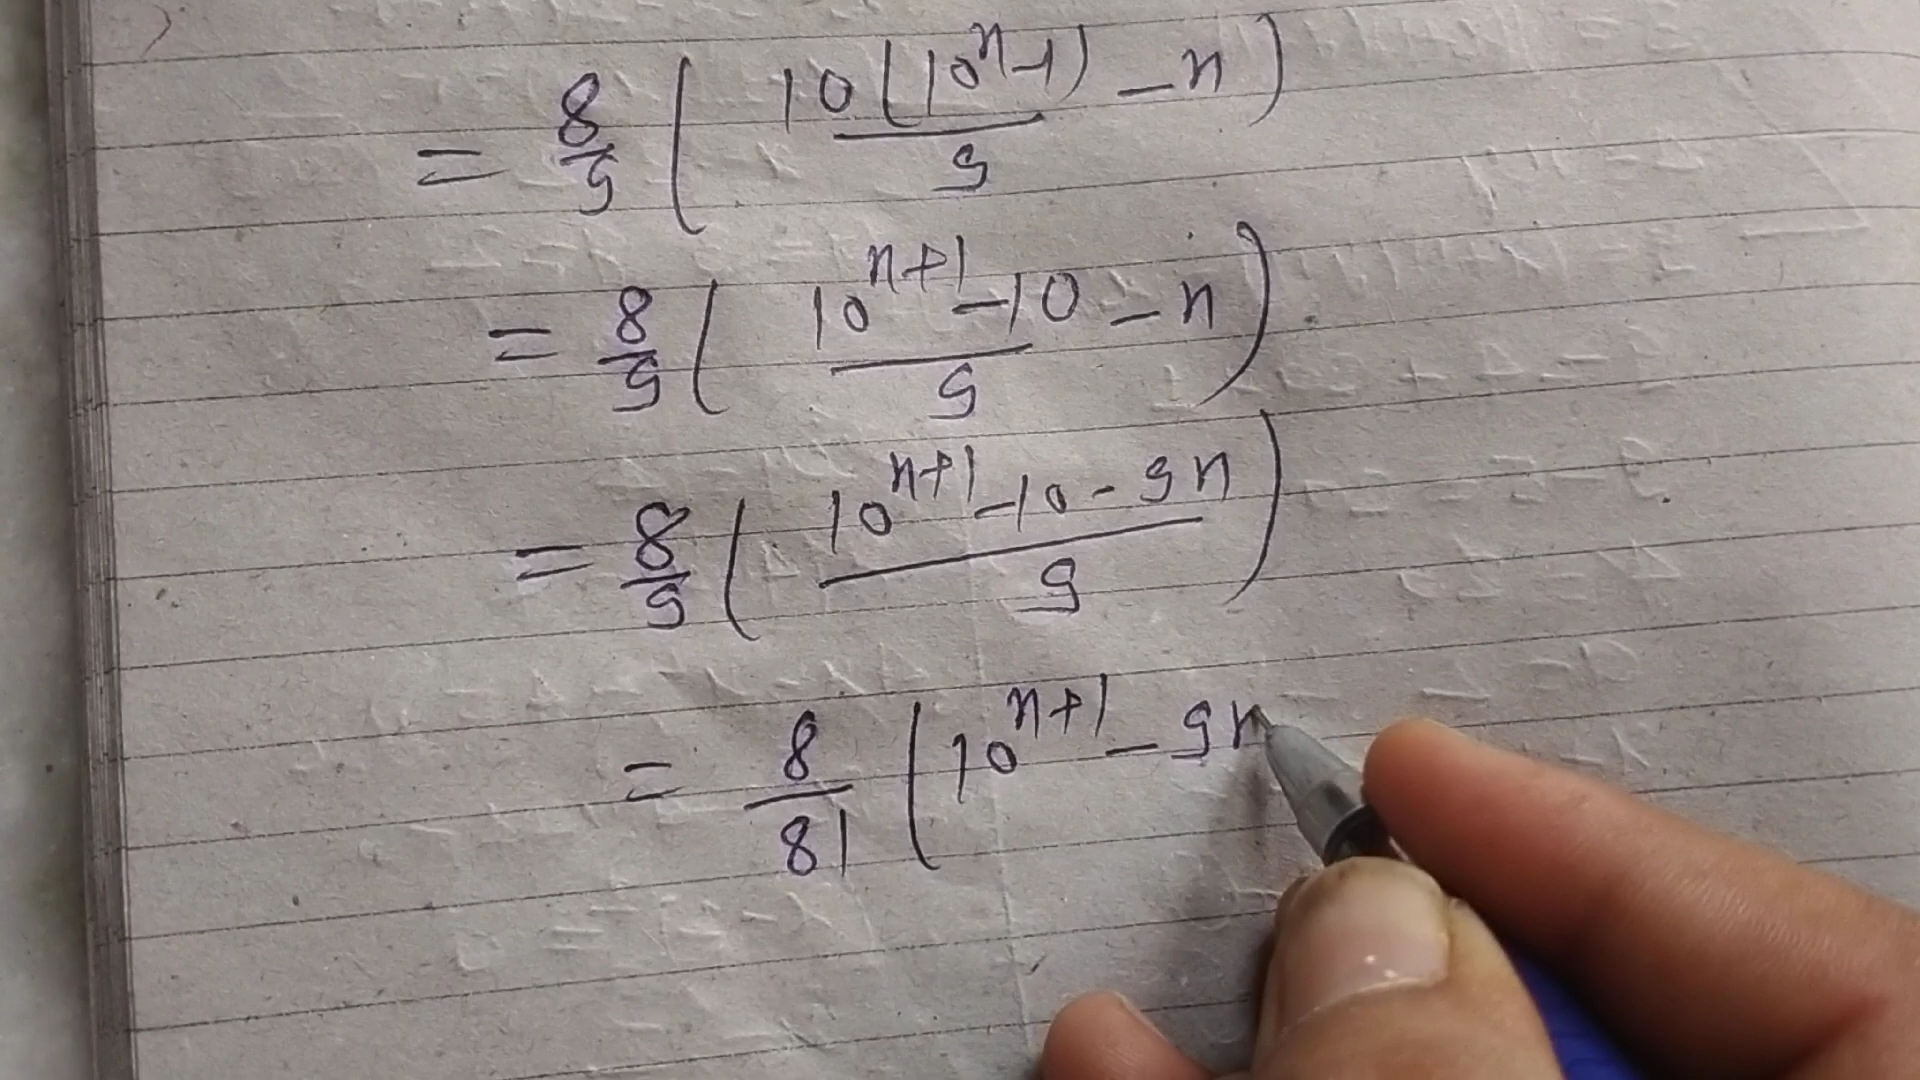 = 8/9 ( 10(10^n-1)/9 - n )
= 8/9 ( 10^{n+1}-10/9 - n )
= 8/9 ( 10^{n+1}-10-9n/9 )
= 8/81 ( 10^{n+1} - 9n